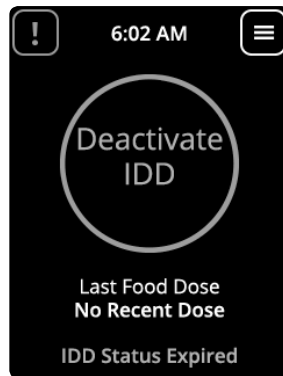 !
6:02 AM
Deactivate
IDD
Last Food Dose
No Recent Dose
IDD Status Expired